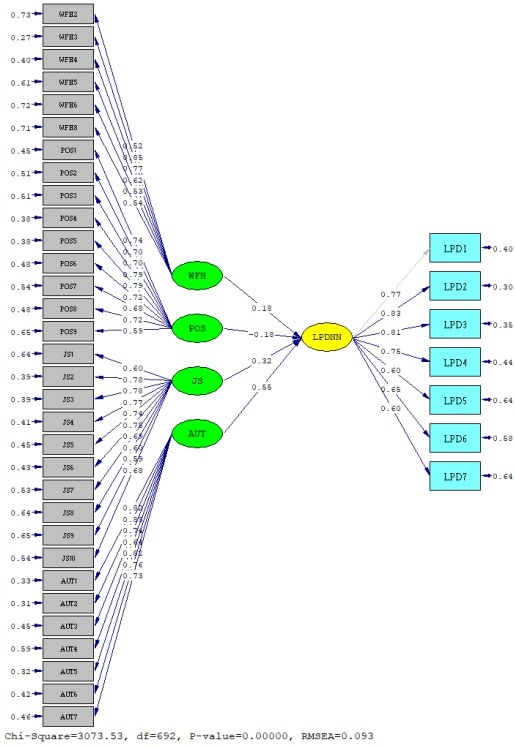 0.73 WFH2
0.27 WFH3
0.40 WFH4
0.61 WFH5
0.72 WFH6
0.71 WFH8
0.45 POS1
0.51 POS2
0.51 POS3
0.38 POS4
0.38 POS5
0.48 POS6
0.54 POS7
0.48 POS8
0.65 POS9
0.64 JS1
0.39 JS2
0.39 JS3
0.41 JS4
0.45 JS5
0.43 JS6
0.53 JS7
0.64 JS8
0.65 JS9
0.54 JS10
0.33 AUT1
0.31 AUT2
0.45 AUT3
0.59 AUT4
0.32 AUT5
0.42 AUT6
0.46 AUT7
0.52
0.85
0.77
0.62
0.53
0.54
0.74
0.70
0.70
0.79
0.79
0.72
0.68
0.72
0.59
0.60
0.78
0.78
0.77
0.74
0.60
0.59
0.68
0.82
0.76
0.73
WFH
POS
JS
AUT
0.18
-0.18
0.32
0.55
LPDNN
0.77
0.83
0.81
0.75
0.60
0.65
0.60
LPD1 0.40
LPD2 0.30
LPD3 0.35
LPD4 0.44
LPD5 0.64
LPD6 0.58
LPD7 0.64
Chi-Square=3073.53, df=692, P-value=0.00000, RMSEA=0.093